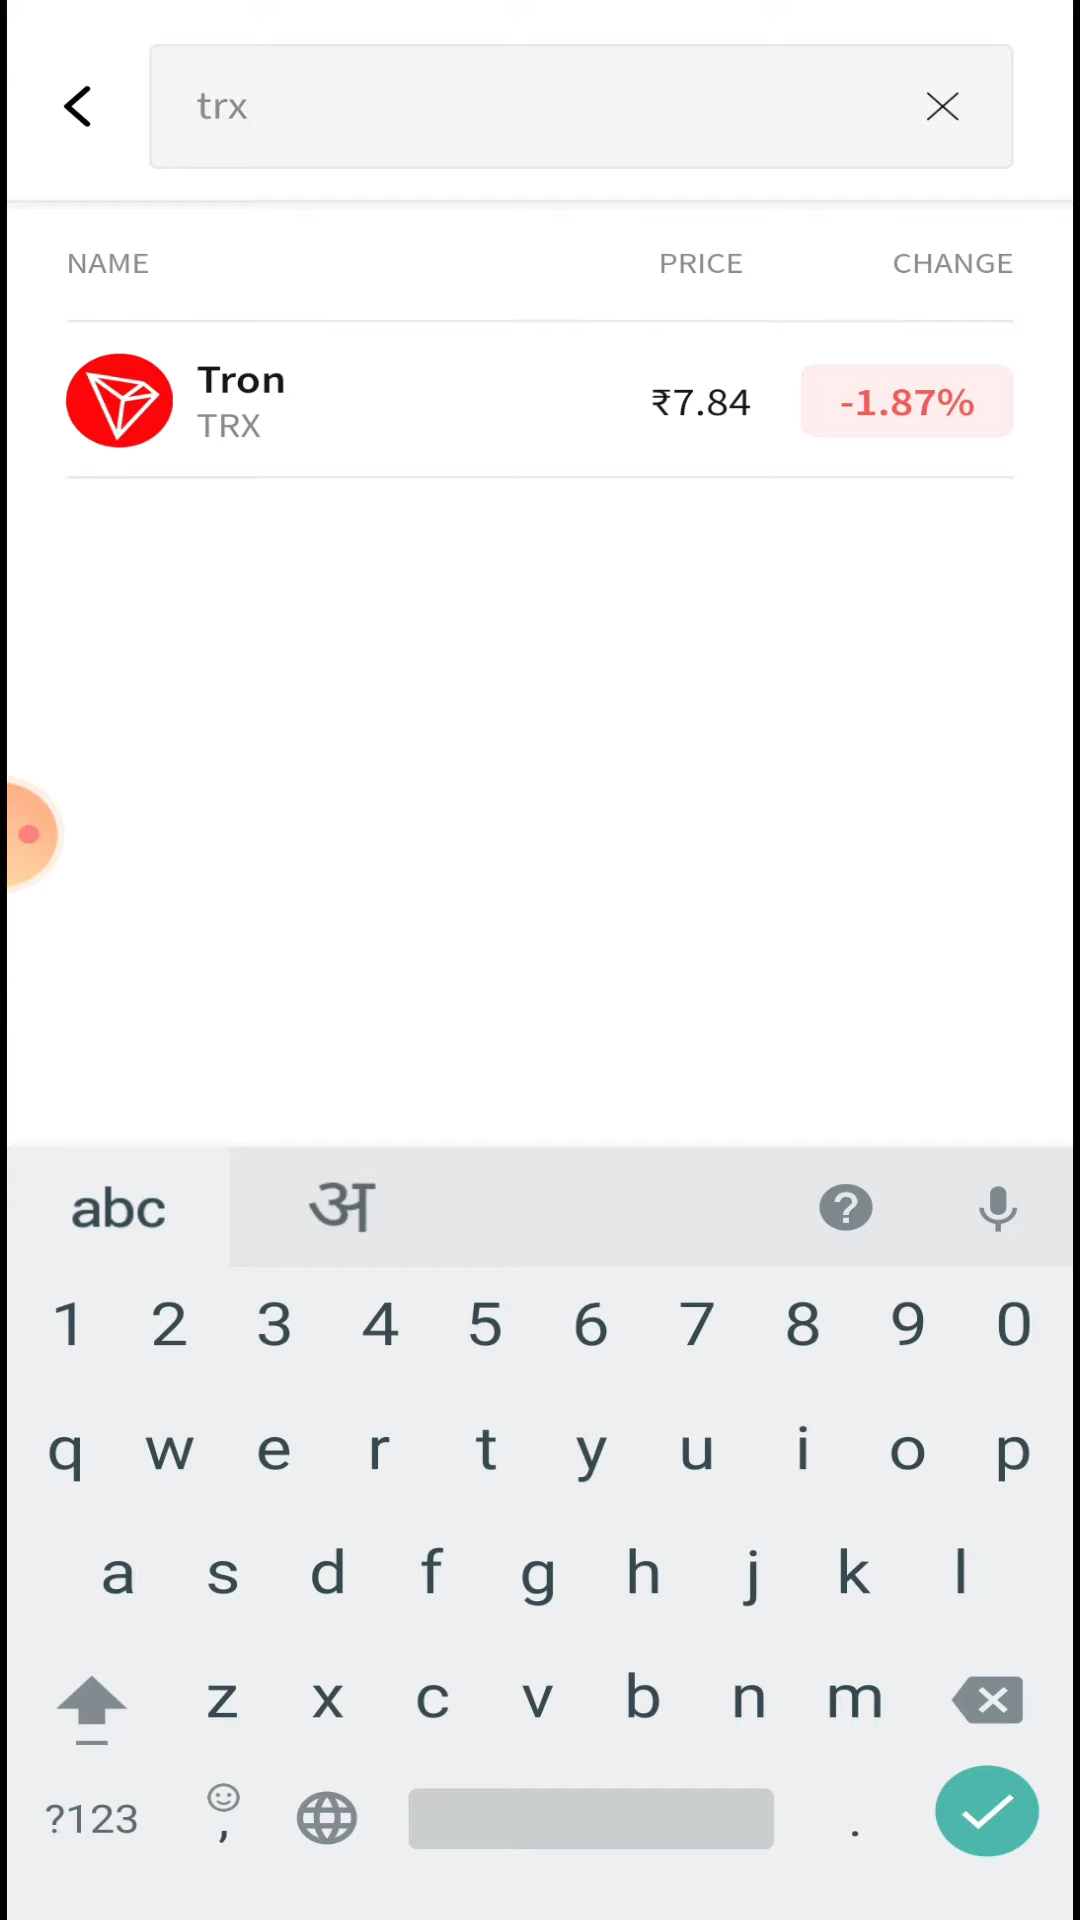 trx
NAME PRICE CHANGE
Tron
TRX
₹7.84 -1.87%
abc अ ?
1 2 3 4 5 6 7 8 9 0
q w e r t y u i o p
a s d f g h j k l
z x c v b n m
?123 , .